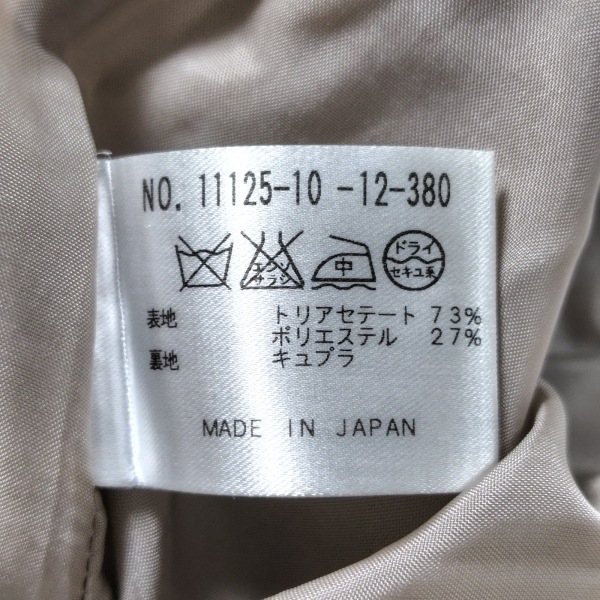 NO. 11125-10 -12-380
エンソ サラシ 中 ドライ セキユ系
表地 トリアセテート 73%
ポリエステル 27%
裏地 キュプラ
MADE IN JAPAN